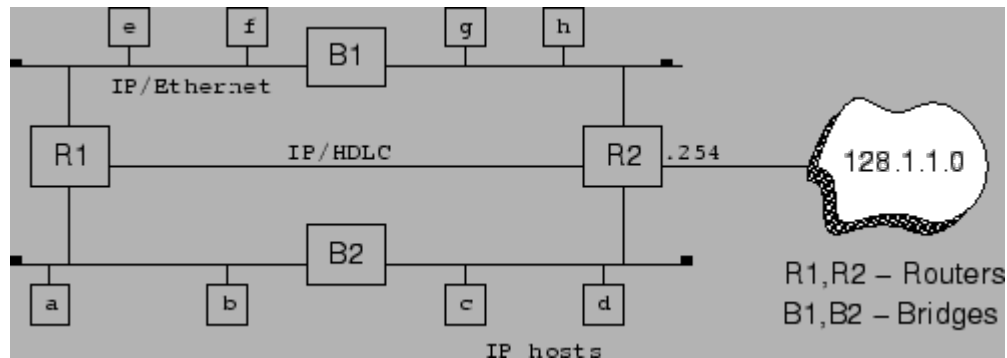 e f g h
B1
IP/Ethernet
R1 IP/HDLC R2 .254 128.1.1.0
B2
a b c d
R1,R2 – Routers
B1,B2 – Bridges
IP hosts